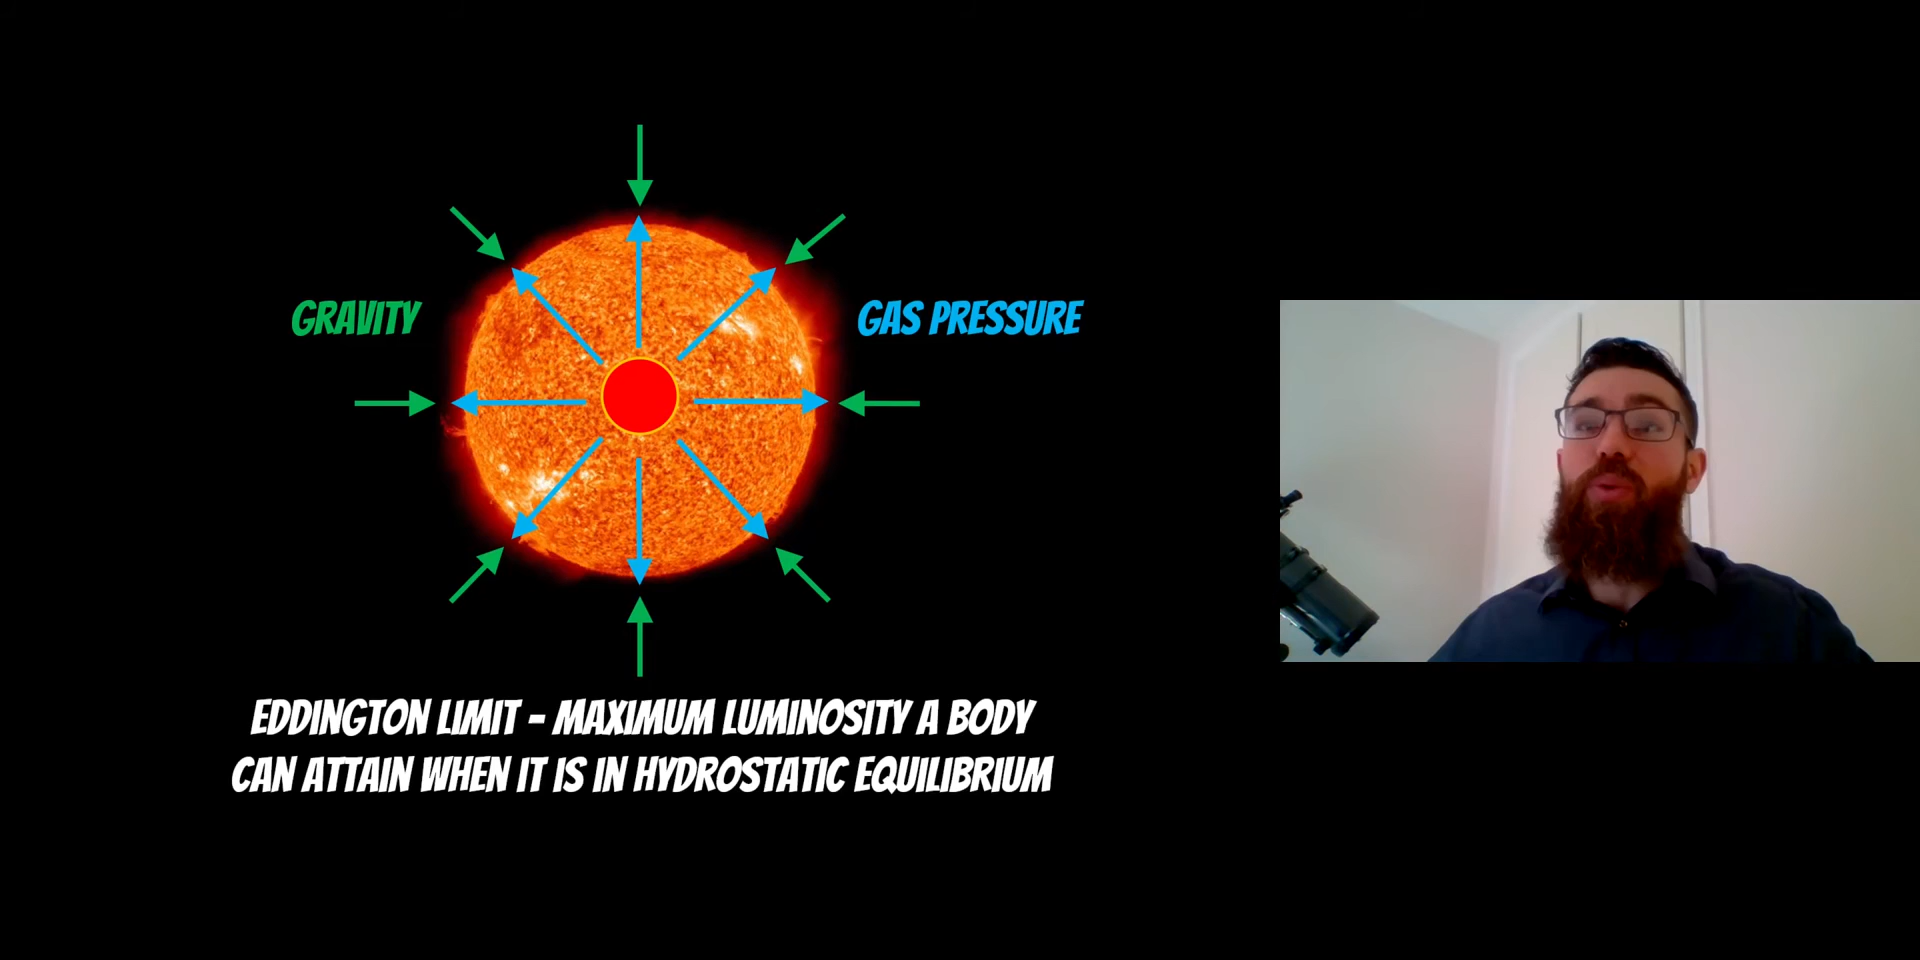 GRAVITY
GAS PRESSURE
EDDINGTON LIMIT - MAXIMUM LUMINOSITY A BODY
CAN ATTAIN WHEN IT IS IN HYDROSTATIC EQUILIBRIUM